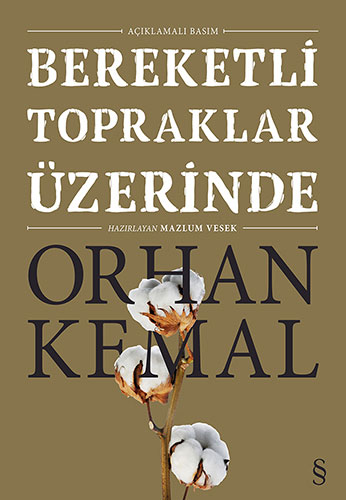 AÇIKLAMALI BASIM
BEREKETLİ
TOPRAKLAR
ÜZERİNDE
HAZIRLAYAN MAZLUM VESEK
ORHAN
KEMAL
S